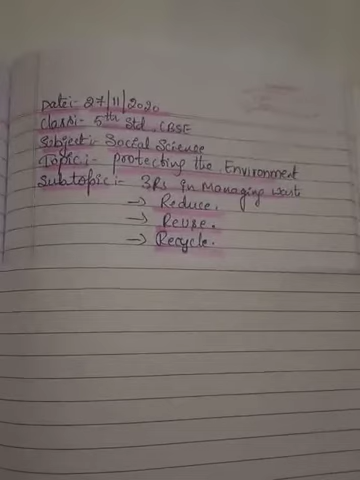 Date:- 27/11/2020
Class:- 5th Std. CBSE
Subject:- Social Science
Topic:- protecting the Environment
Subtopic:- 3Rs in Managing waste
→ Reduce.
→ Reuse.
→ Recycle.